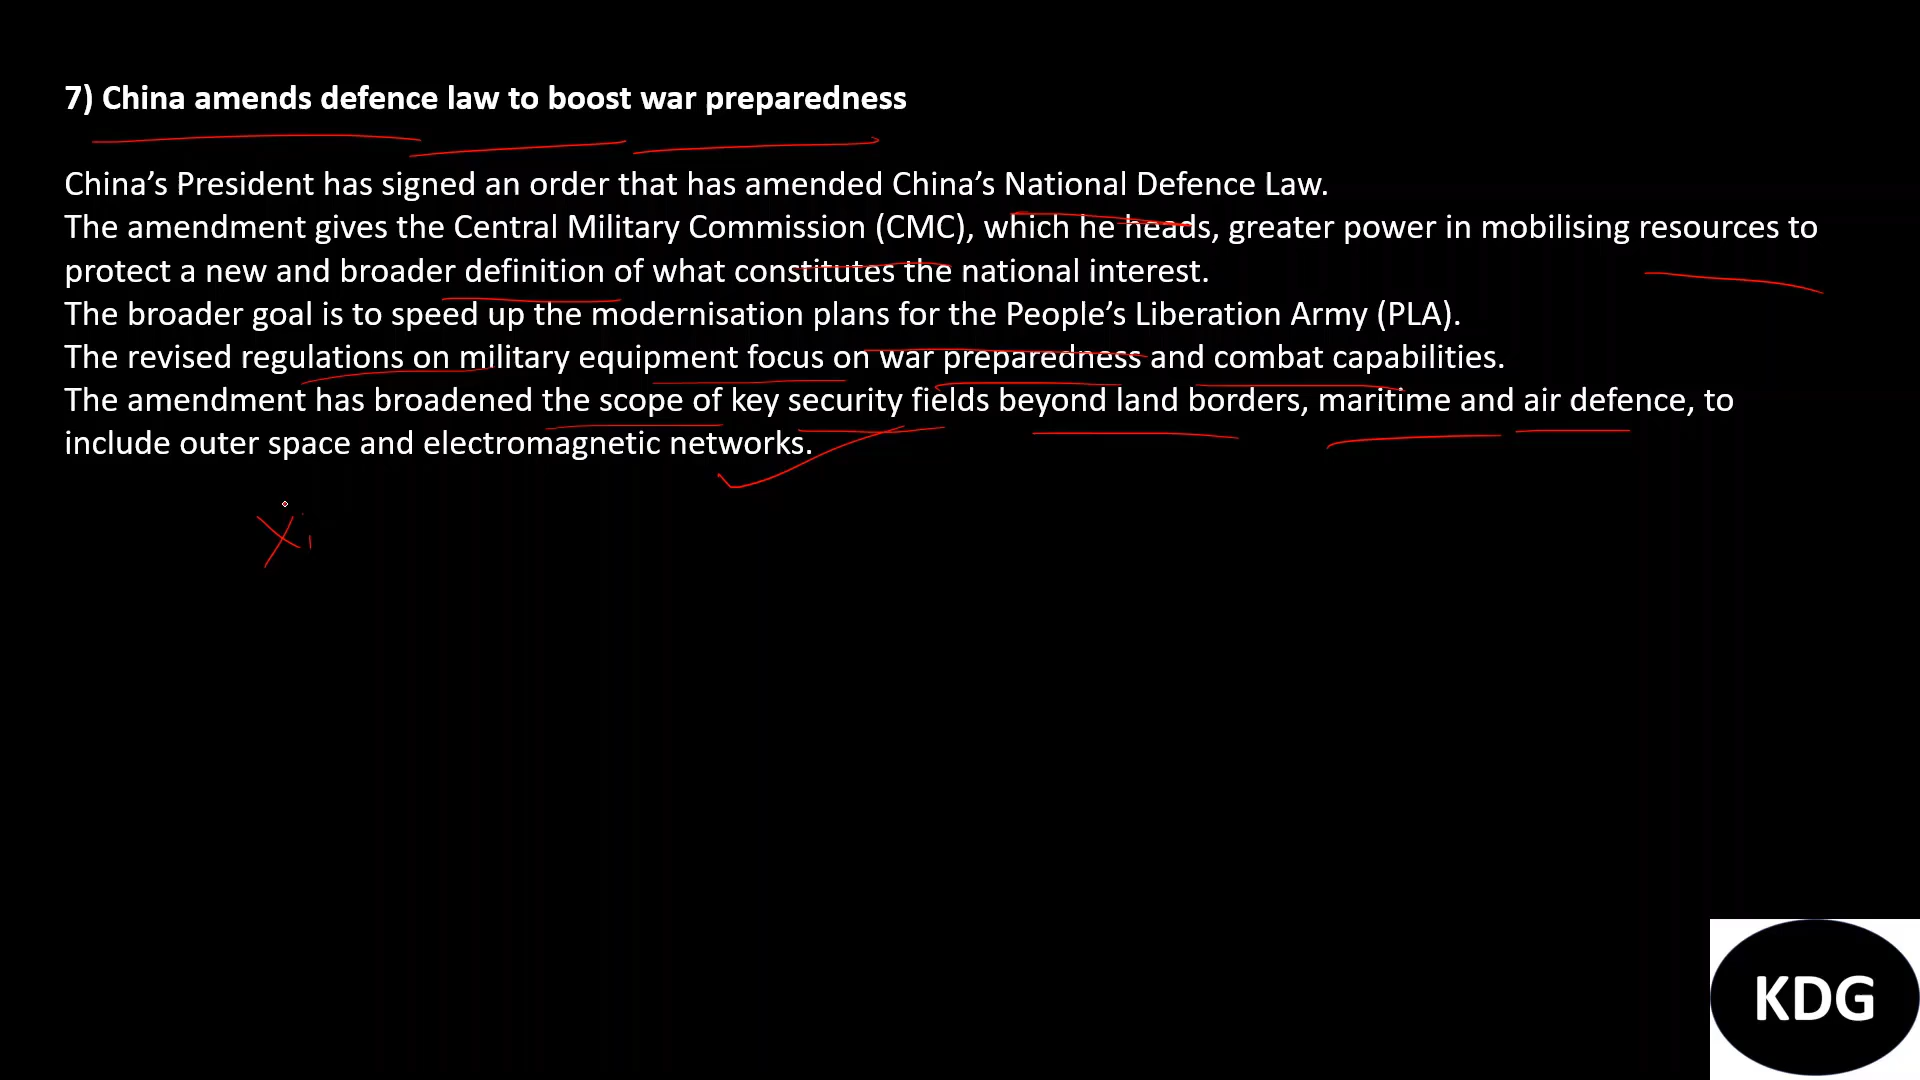 7) China amends defence law to boost war preparedness
China’s President has signed an order that has amended China’s National Defence Law.
The amendment gives the Central Military Commission (CMC), which he heads, greater power in mobilising resources to
protect a new and broader definition of what constitutes the national interest.
The broader goal is to speed up the modernisation plans for the People’s Liberation Army (PLA).
The revised regulations on military equipment focus on war preparedness and combat capabilities.
The amendment has broadened the scope of key security fields beyond land borders, maritime and air defence, to
include outer space and electromagnetic networks.
Xi
KDG